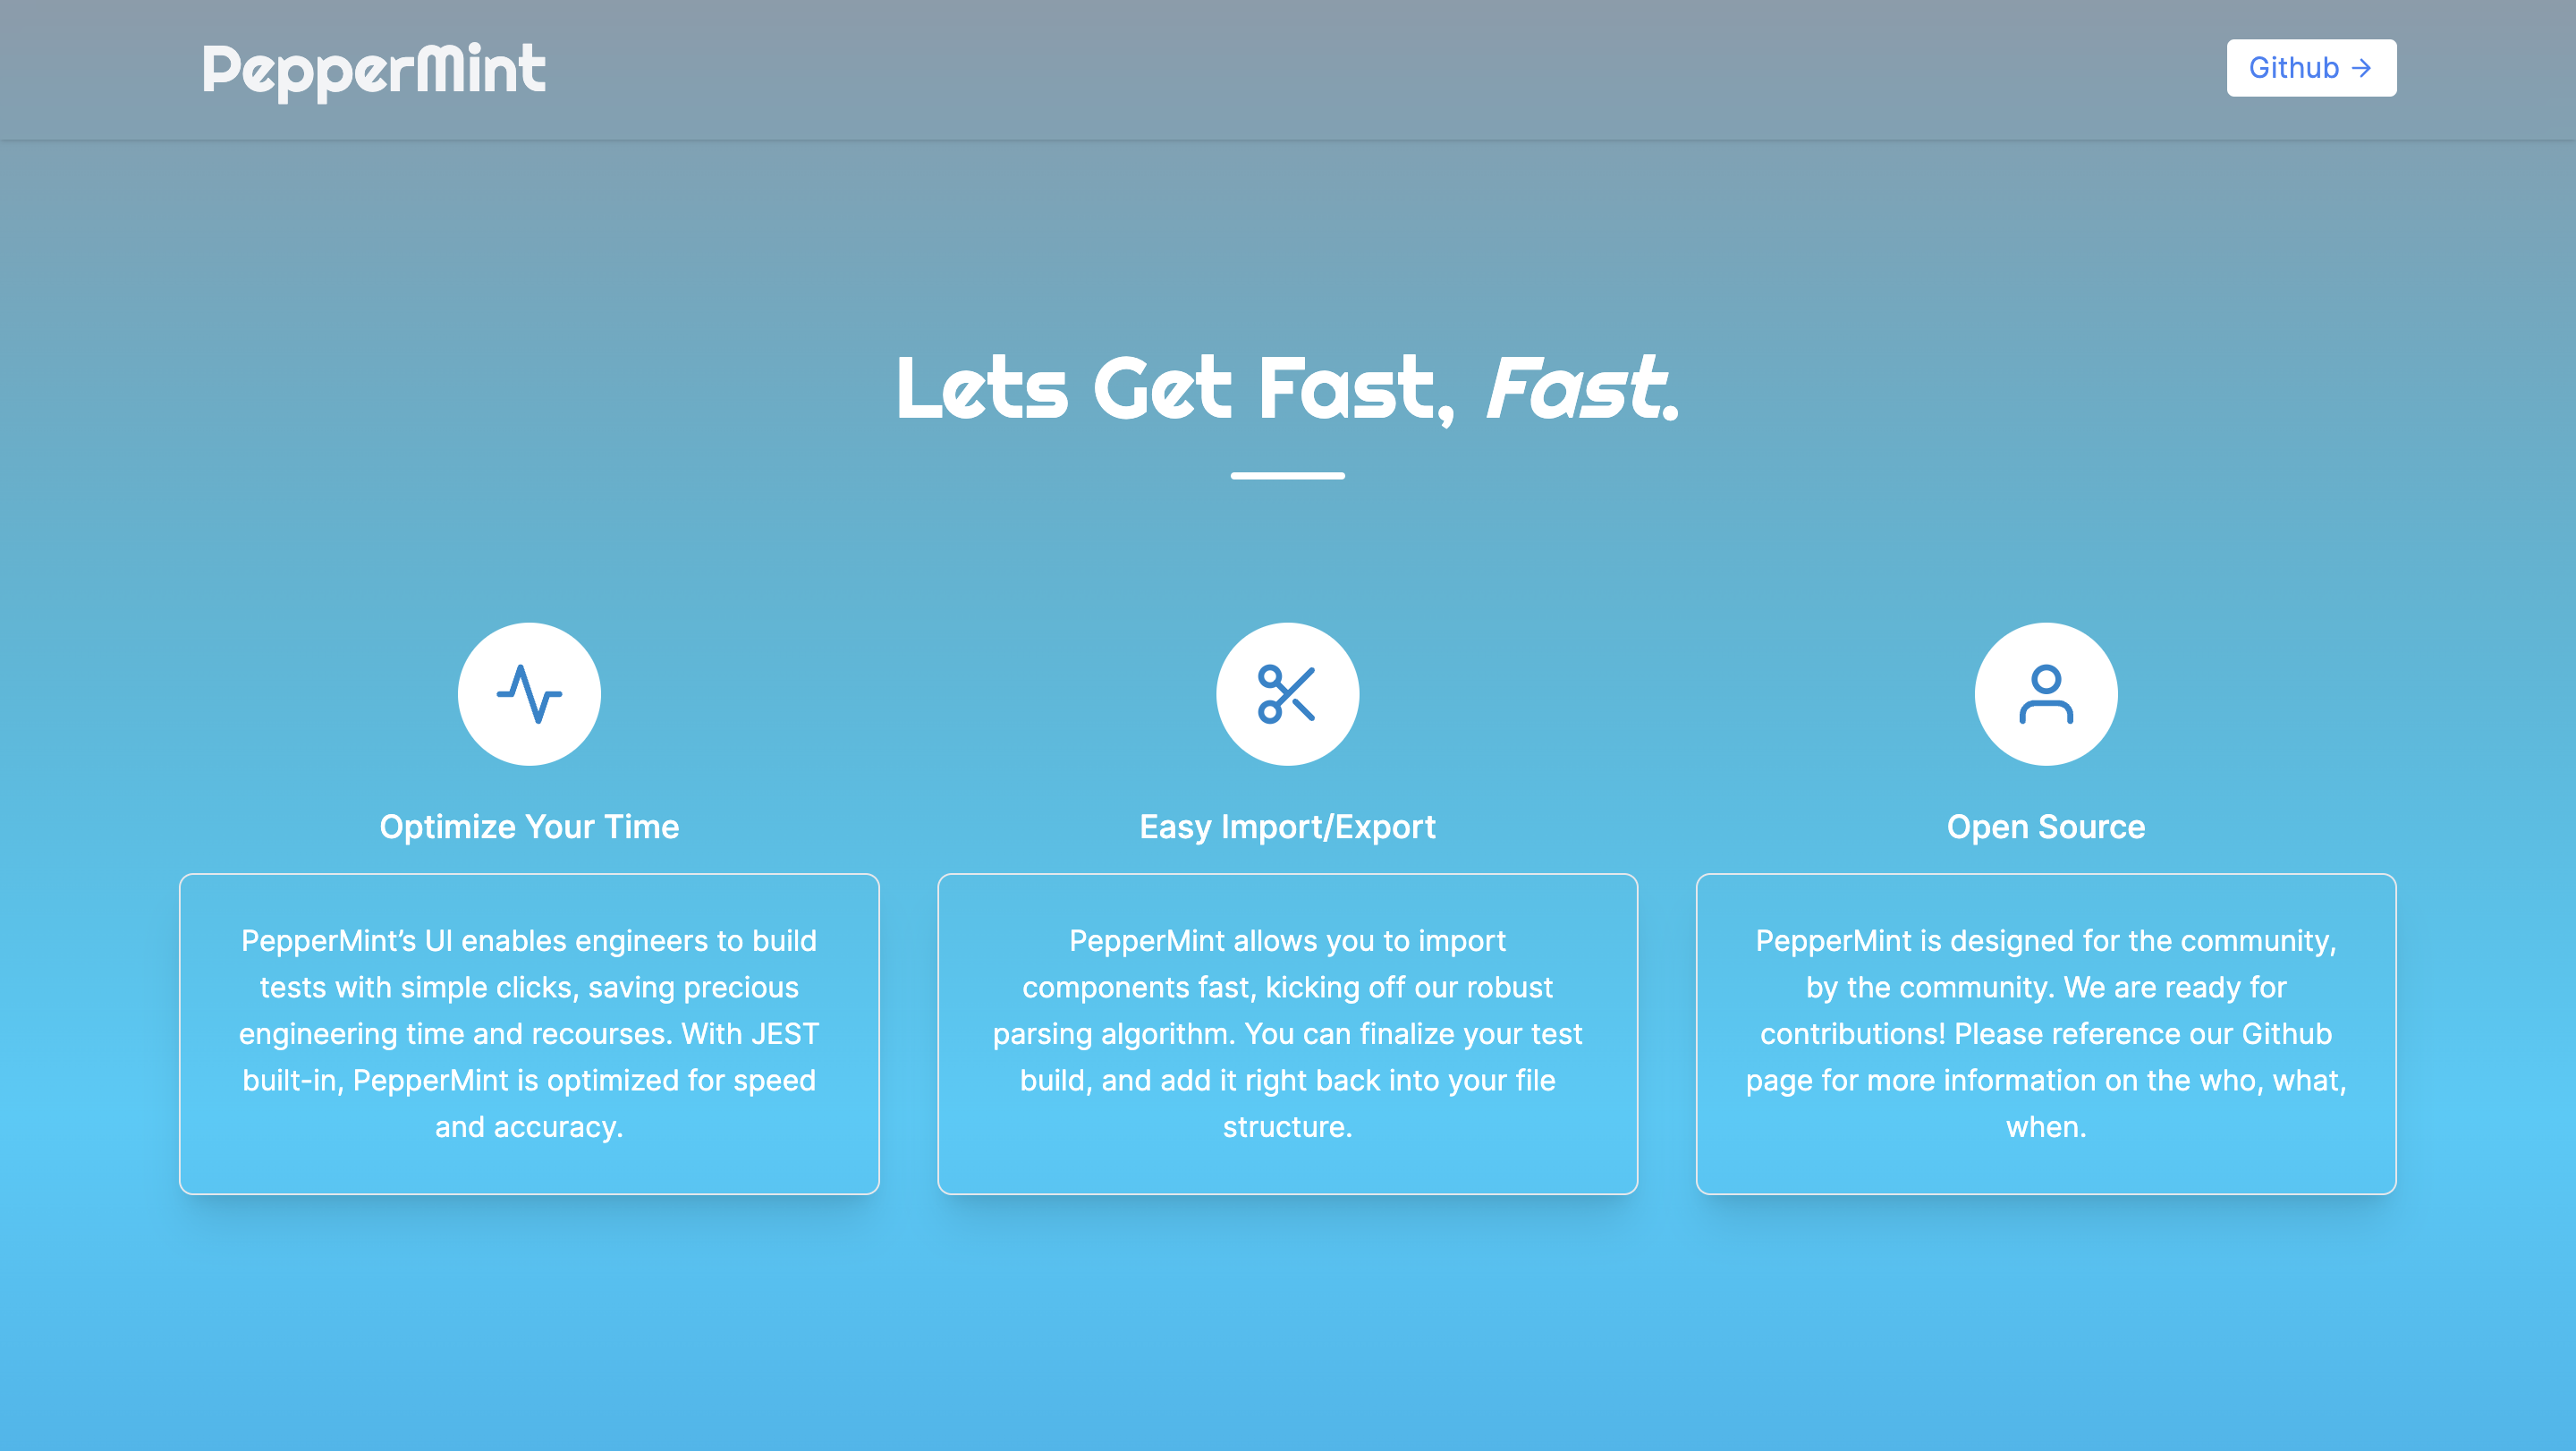 PepperMint
Github →
Lets Get Fast, Fast.
Optimize Your Time
PepperMint’s UI enables engineers to build
tests with simple clicks, saving precious
engineering time and recourses. With JEST
built-in, PepperMint is optimized for speed
and accuracy.
Easy Import/Export
PepperMint allows you to import
components fast, kicking off our robust
parsing algorithm. You can finalize your test
build, and add it right back into your file
structure.
Open Source
PepperMint is designed for the community,
by the community. We are ready for
contributions! Please reference our Github
page for more information on the who, what,
when.